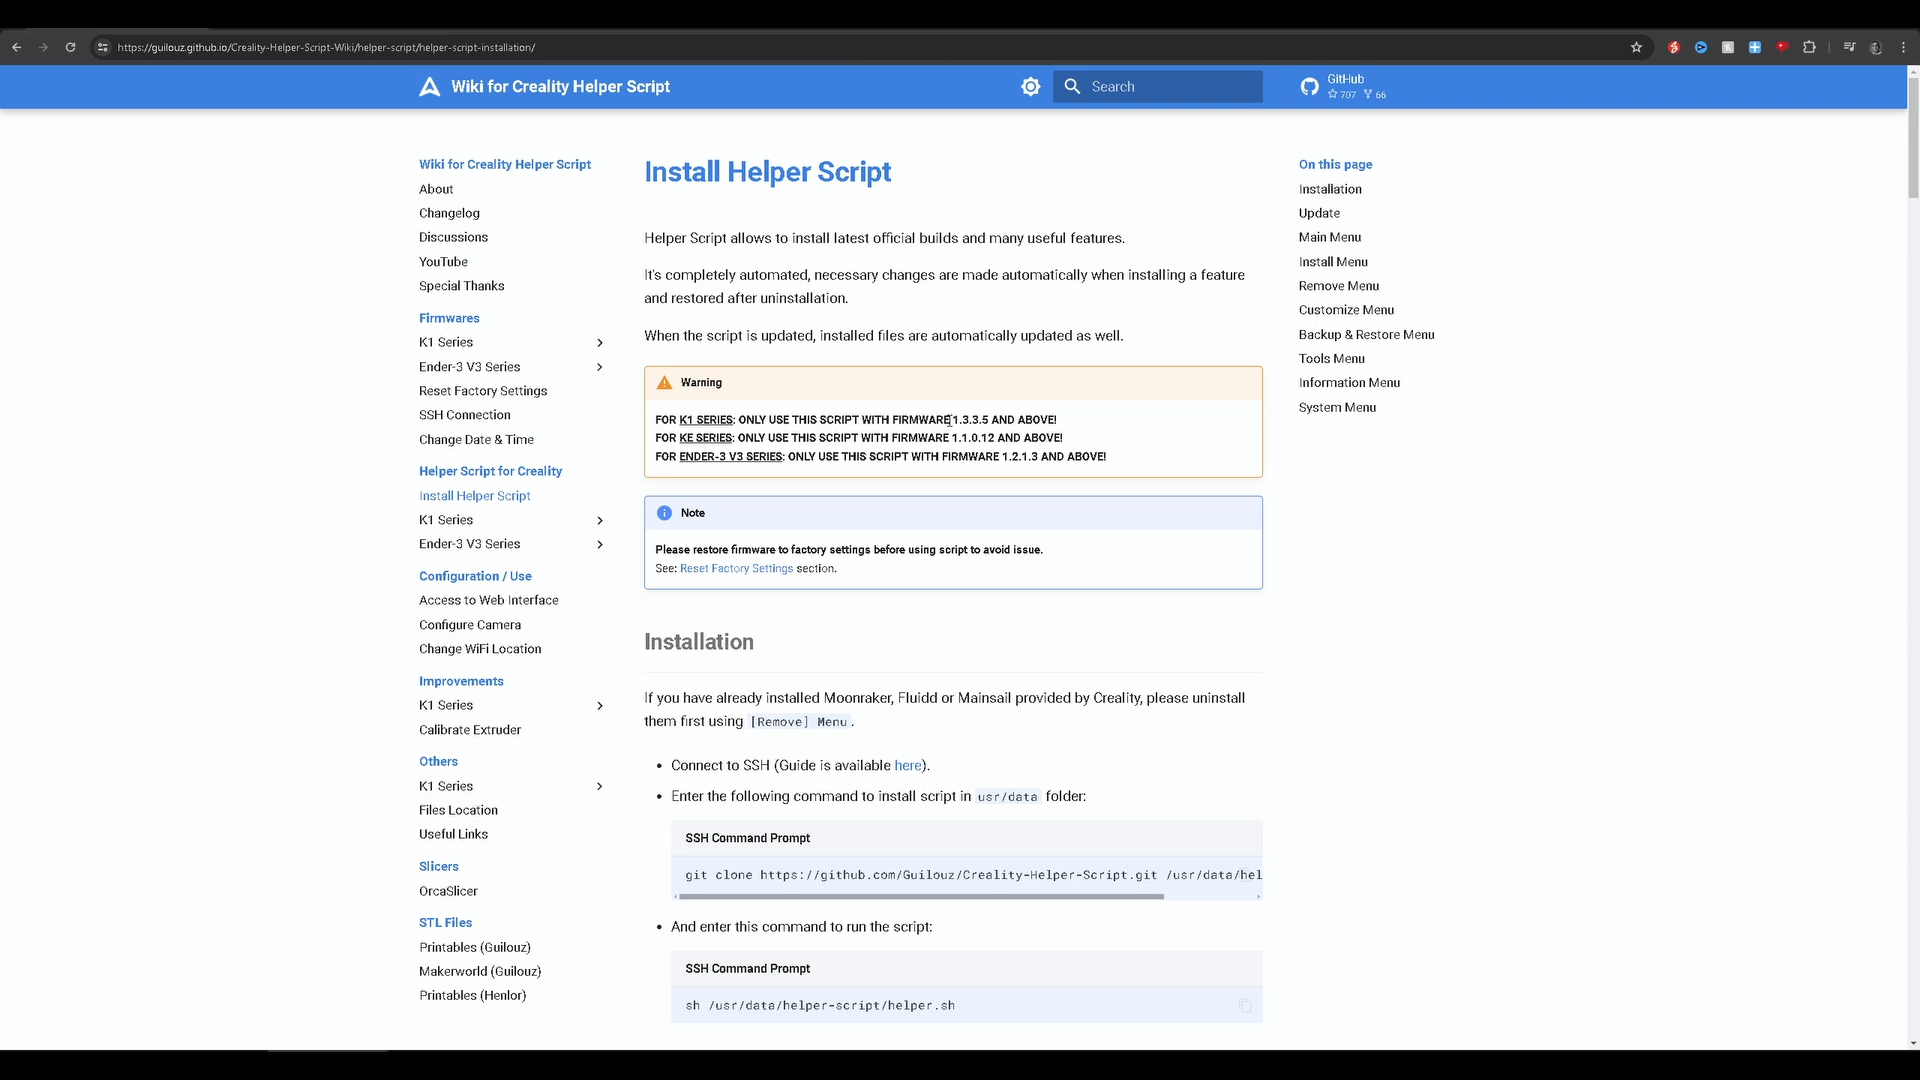 https://guilouz.github.io/Creality-Helper-Script-Wiki/helper-script/helper-script-installation/
Wiki for Creality Helper Script
Search
GitHub
707 66
Wiki for Creality Helper Script
About
Changelog
Discussions
YouTube
Special Thanks
Firmwares
K1 Series
Ender-3 V3 Series
Reset Factory Settings
SSH Connection
Change Date & Time
Helper Script for Creality
Install Helper Script
K1 Series
Ender-3 V3 Series
Configuration / Use
Access to Web Interface
Configure Camera
Change WiFi Location
Improvements
K1 Series
Calibrate Extruder
Others
K1 Series
Files Location
Useful Links
Slicers
OrcaSlicer
STL Files
Printables (Guilouz)
Makerworld (Guilouz)
Printables (Henlor)
Install Helper Script
Helper Script allows to install latest official builds and many useful features.
It's completely automated, necessary changes are made automatically when installing a feature
and restored after uninstallation.
When the script is updated, installed files are automatically updated as well.
Warning
FOR K1 SERIES: ONLY USE THIS SCRIPT WITH FIRMWARE 1.3.3.5 AND ABOVE!
FOR KE SERIES: ONLY USE THIS SCRIPT WITH FIRMWARE 1.1.0.12 AND ABOVE!
FOR ENDER-3 V3 SERIES: ONLY USE THIS SCRIPT WITH FIRMWARE 1.2.1.3 AND ABOVE!
Note
Please restore firmware to factory settings before using script to avoid issue.
See: Reset Factory Settings section.
Installation
If you have already installed Moonraker, Fluidd or Mainsail provided by Creality, please uninstall
them first using [Remove] Menu.
• Connect to SSH (Guide is available here).
• Enter the following command to install script in usr/data folder:
SSH Command Prompt
git clone https://github.com/Guilouz/Creality-Helper-Script.git /usr/data/hel
• And enter this command to run the script:
SSH Command Prompt
sh /usr/data/helper-script/helper.sh
On this page
Installation
Update
Main Menu
Install Menu
Remove Menu
Customize Menu
Backup & Restore Menu
Tools Menu
Information Menu
System Menu